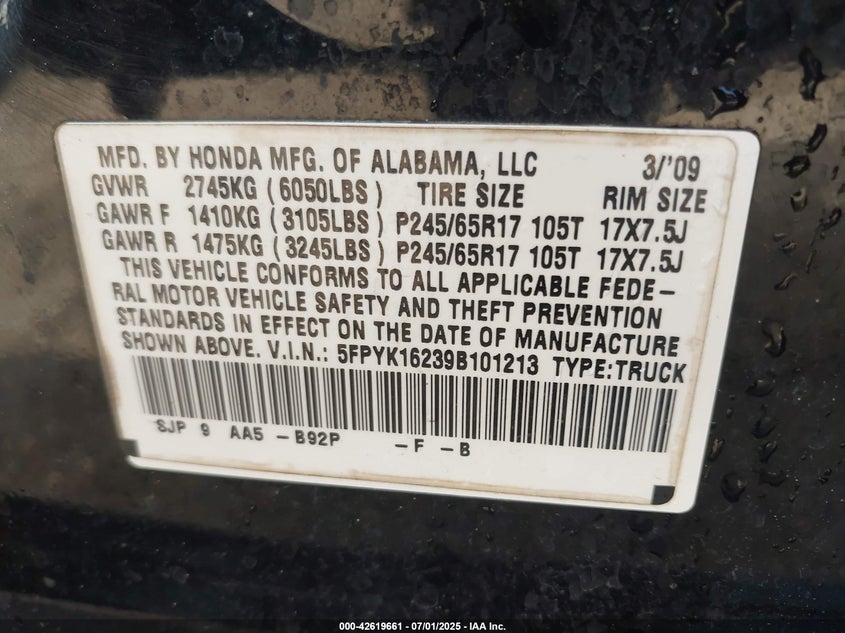 MFD. BY HONDA MFG. OF ALABAMA, LLC 3/'09
GVWR 2745KG (6050LBS) TIRE SIZE RIM SIZE
GAWR F 1410KG (3105LBS) P245/65R17 105T 17X7.5J
GAWR R 1475KG (3245LBS) P245/65R17 105T 17X7.5J
THIS VEHICLE CONFORMS TO ALL APPLICABLE FEDE-
RAL MOTOR VEHICLE SAFETY AND THEFT PREVENTION
STANDARDS IN EFFECT ON THE DATE OF MANUFACTURE
SHOWN ABOVE. V.I.N.: 5FPYK16239B101213 TYPE:TRUCK
SJP 9 AA5 -B92P -F -B
000-42619661 - 07/01/2025 - IAA Inc.